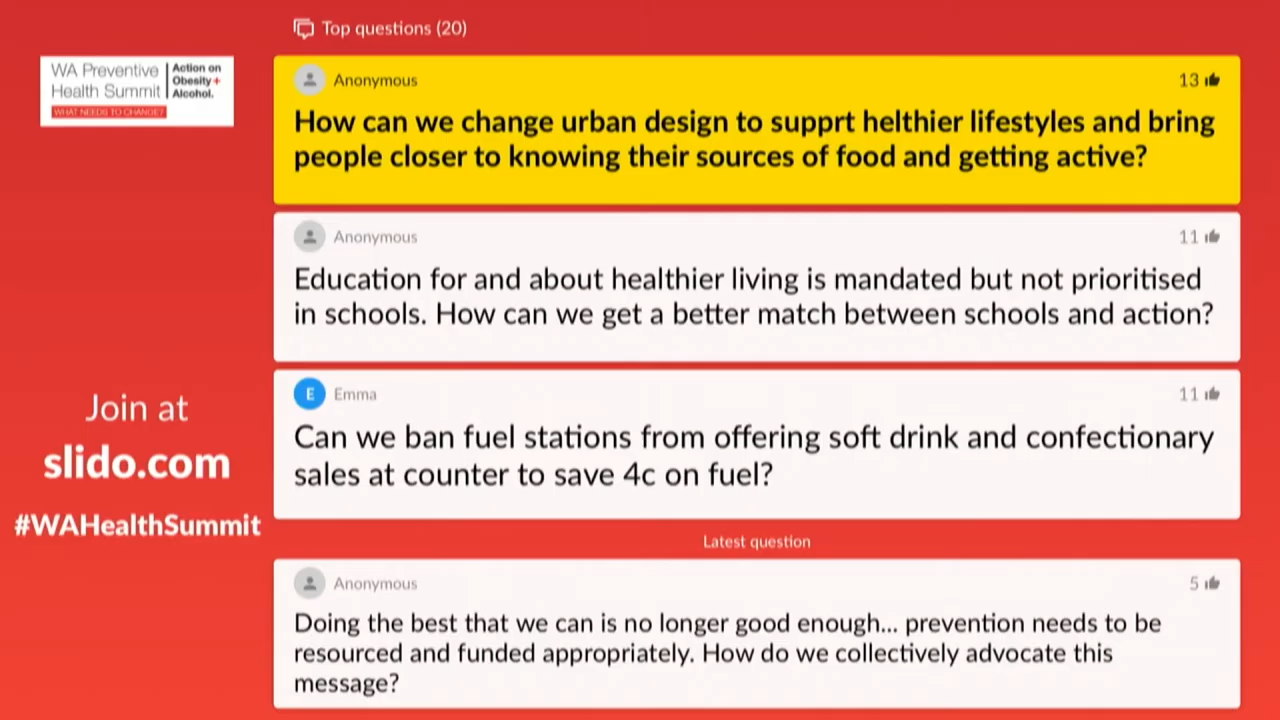 Top questions (20)
WA Preventive
Health Summit
Action on
Obesity+
Alcohol.
WHAT NEEDS TO CHANGE?
Anonymous
13
How can we change urban design to supprt helthier lifestyles and bring
people closer to knowing their sources of food and getting active?
Anonymous
11
Education for and about healthier living is mandated but not prioritised
in schools. How can we get a better match between schools and action?
Join at
slido.com
#WAHealthSummit
E
Emma
11
Can we ban fuel stations from offering soft drink and confectionary
sales at counter to save 4c on fuel?
Latest question
Anonymous
5
Doing the best that we can is no longer good enough... prevention needs to be
resourced and funded appropriately. How do we collectively advocate this
message?